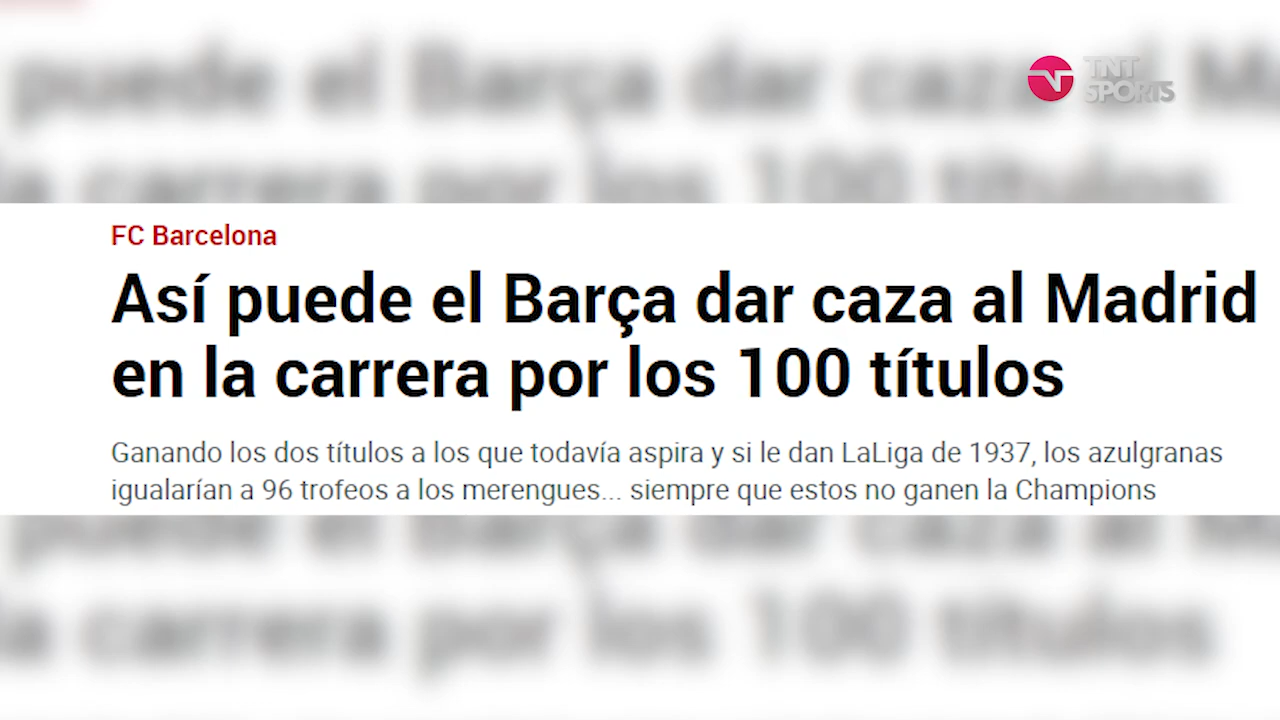 TNT
SPORTS
FC Barcelona
Así puede el Barça dar caza al Madrid
en la carrera por los 100 títulos
Ganando los dos títulos a los que todavía aspira y si le dan LaLiga de 1937, los azulgranas
igualarían a 96 trofeos a los merengues... siempre que estos no ganen la Champions